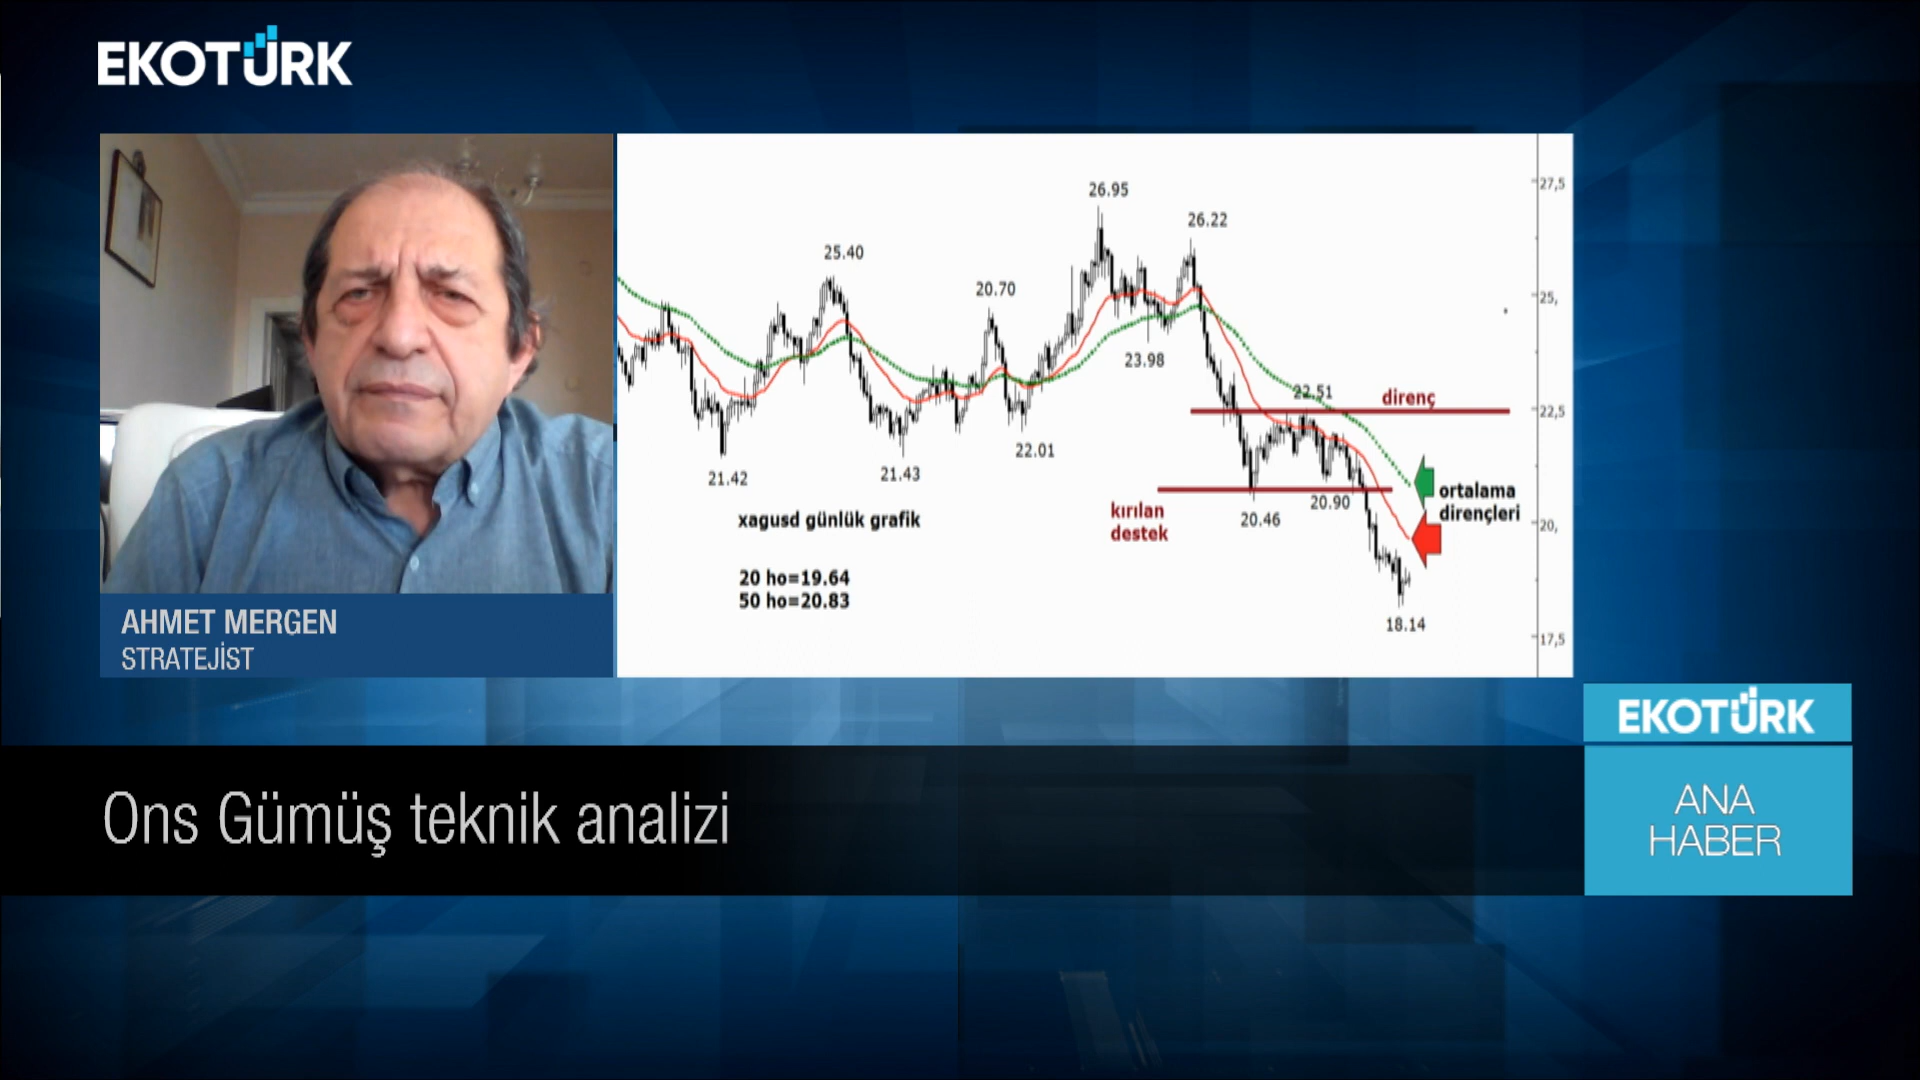 EKOTÜRK
26.95
26.22
25.40
20.70
23.98
22.51
direnç
22.01
21.42
21.43
xagusd günlük grafik
20 ho=19.64
50 ho=20.83
kırılan
destek
20.46
20.90
ortalama
dirençleri
18.14
27,5
25,
22,5
20,
17,5
AHMET MERGEN
STRATEJİST
EKOTÜRK
Ons Gümüş teknik analizi
ANA
HABER